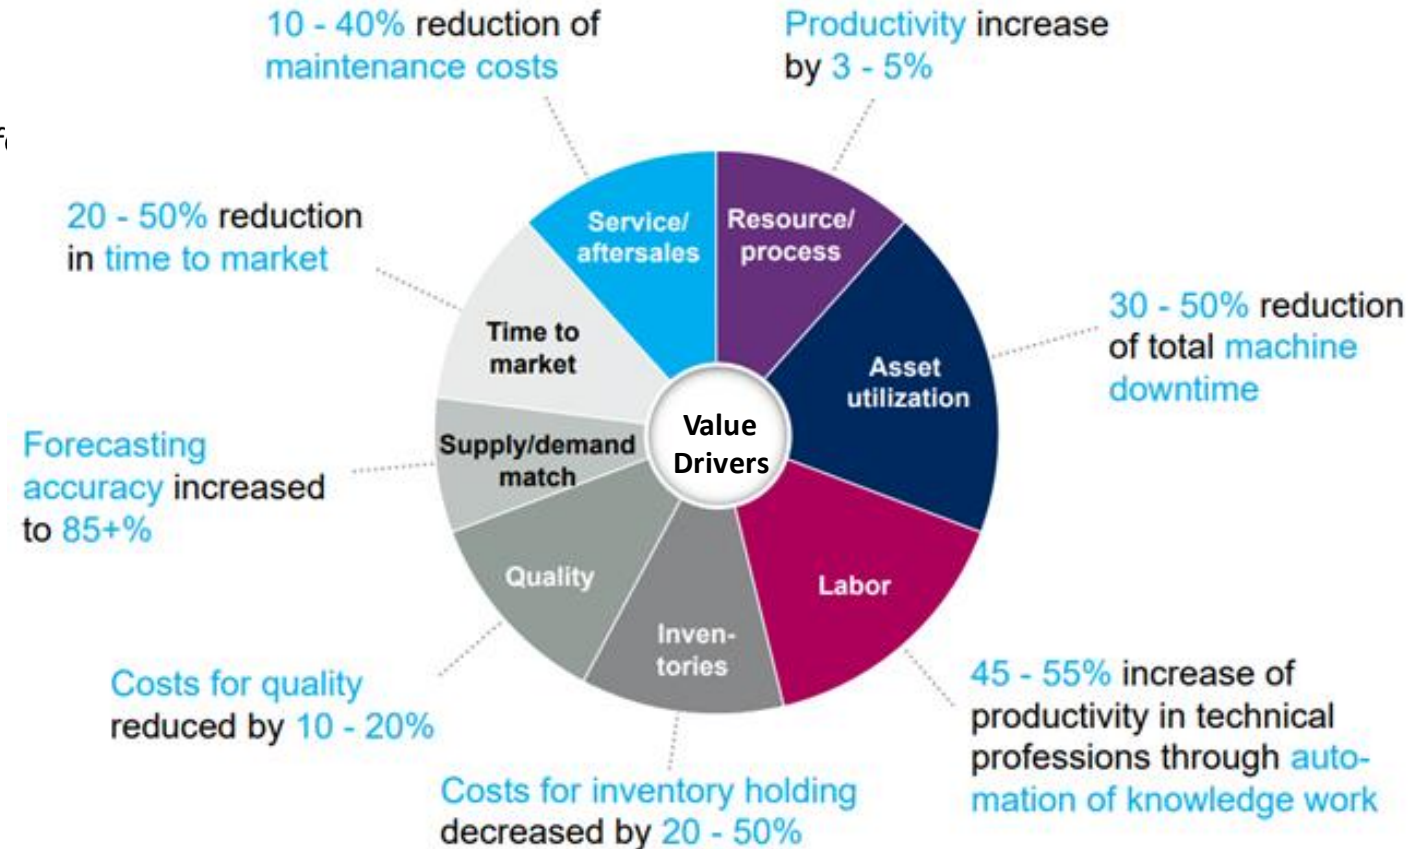 10 - 40% reduction of
maintenance costs
Productivity increase
by 3 - 5%
20 - 50% reduction
in time to market
Service/
aftersales
Resource/
process
30 - 50% reduction
of total machine
downtime
Time to
market
Asset
utilization
Value
Drivers
Forecasting
accuracy increased
to 85+%
Supply/demand
match
Quality
Labor
Inven-
tories
Costs for quality
reduced by 10 - 20%
45 - 55% increase of
productivity in technical
professions through auto-
mation of knowledge work
Costs for inventory holding
decreased by 20 - 50%